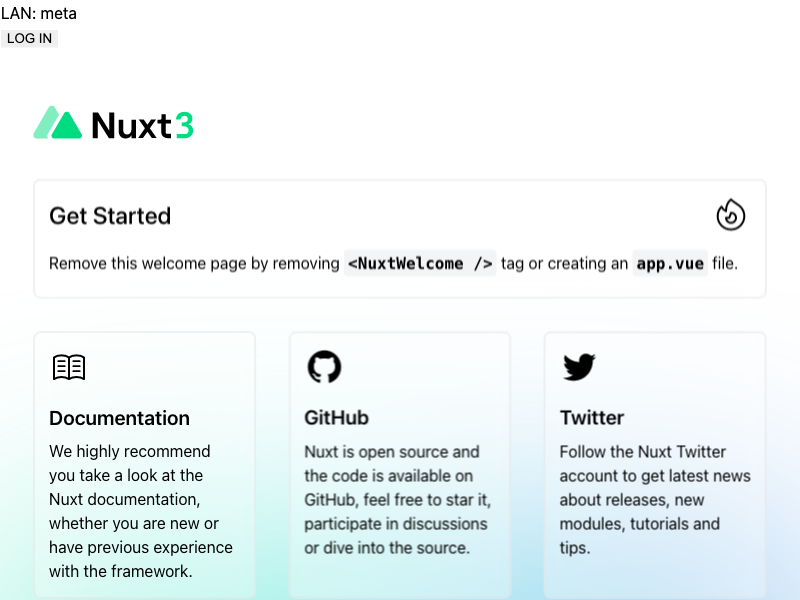 LAN: meta
LOG IN
Nuxt3
Get Started
Remove this welcome page by removing <NuxtWelcome /> tag or creating an app.vue file.
Documentation
We highly recommend
you take a look at the
Nuxt documentation,
whether you are new or
have previous experience
with the framework.
GitHub
Nuxt is open source and
the code is available on
GitHub, feel free to star it,
participate in discussions
or dive into the source.
Twitter
Follow the Nuxt Twitter
account to get latest news
about releases, new
modules, tutorials and
tips.